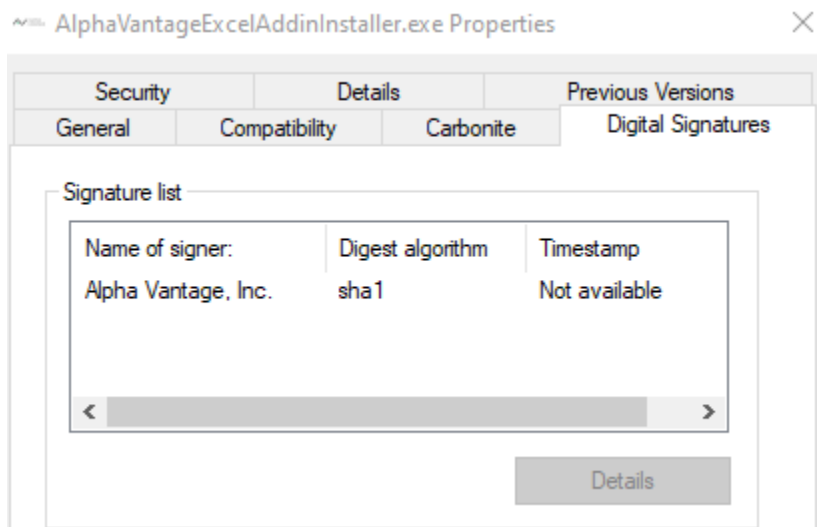 AlphaVantageExcelAddinInstaller.exe Properties
Security Details Previous Versions
General Compatibility Carbonite Digital Signatures
Signature list
Name of signer: Digest algorithm Timestamp
Alpha Vantage, Inc. sha1 Not available
Details